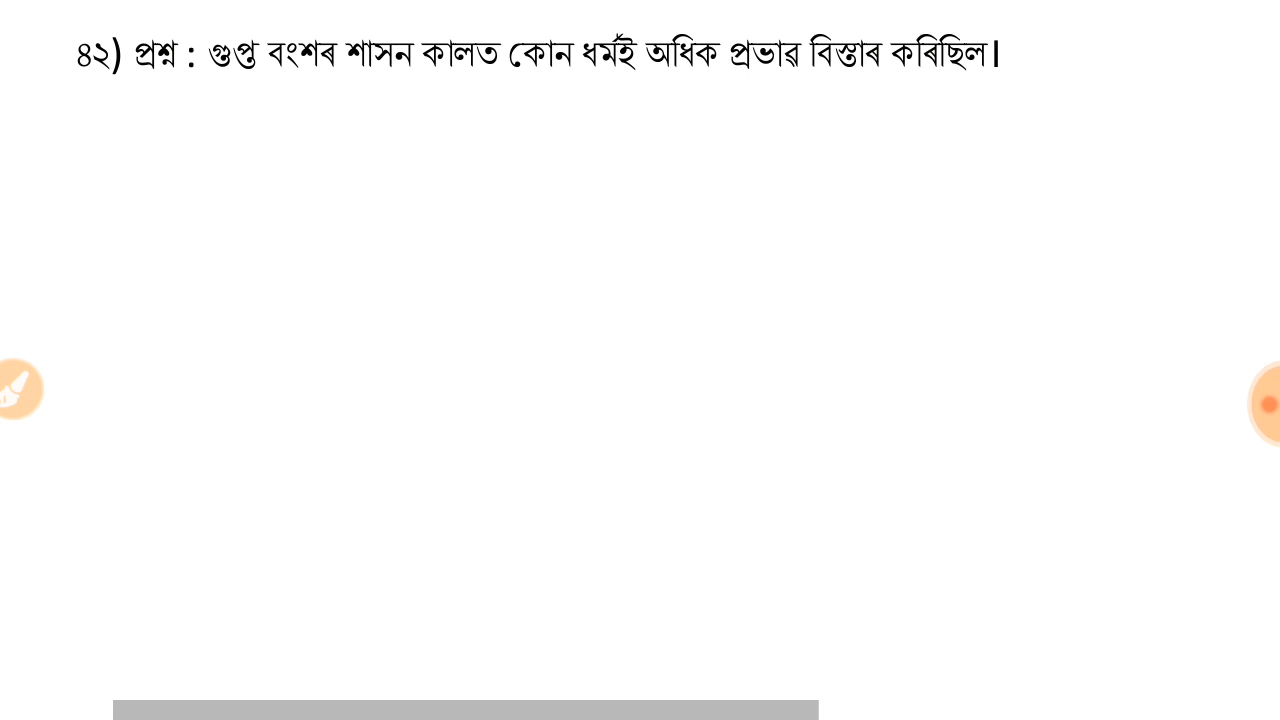 ৪২) প্ৰশ্ন : গুপ্ত বংশৰ শাসন কালত কোন ধৰ্মই অধিক প্ৰভাৱ বিস্তাৰ কৰিছিল।